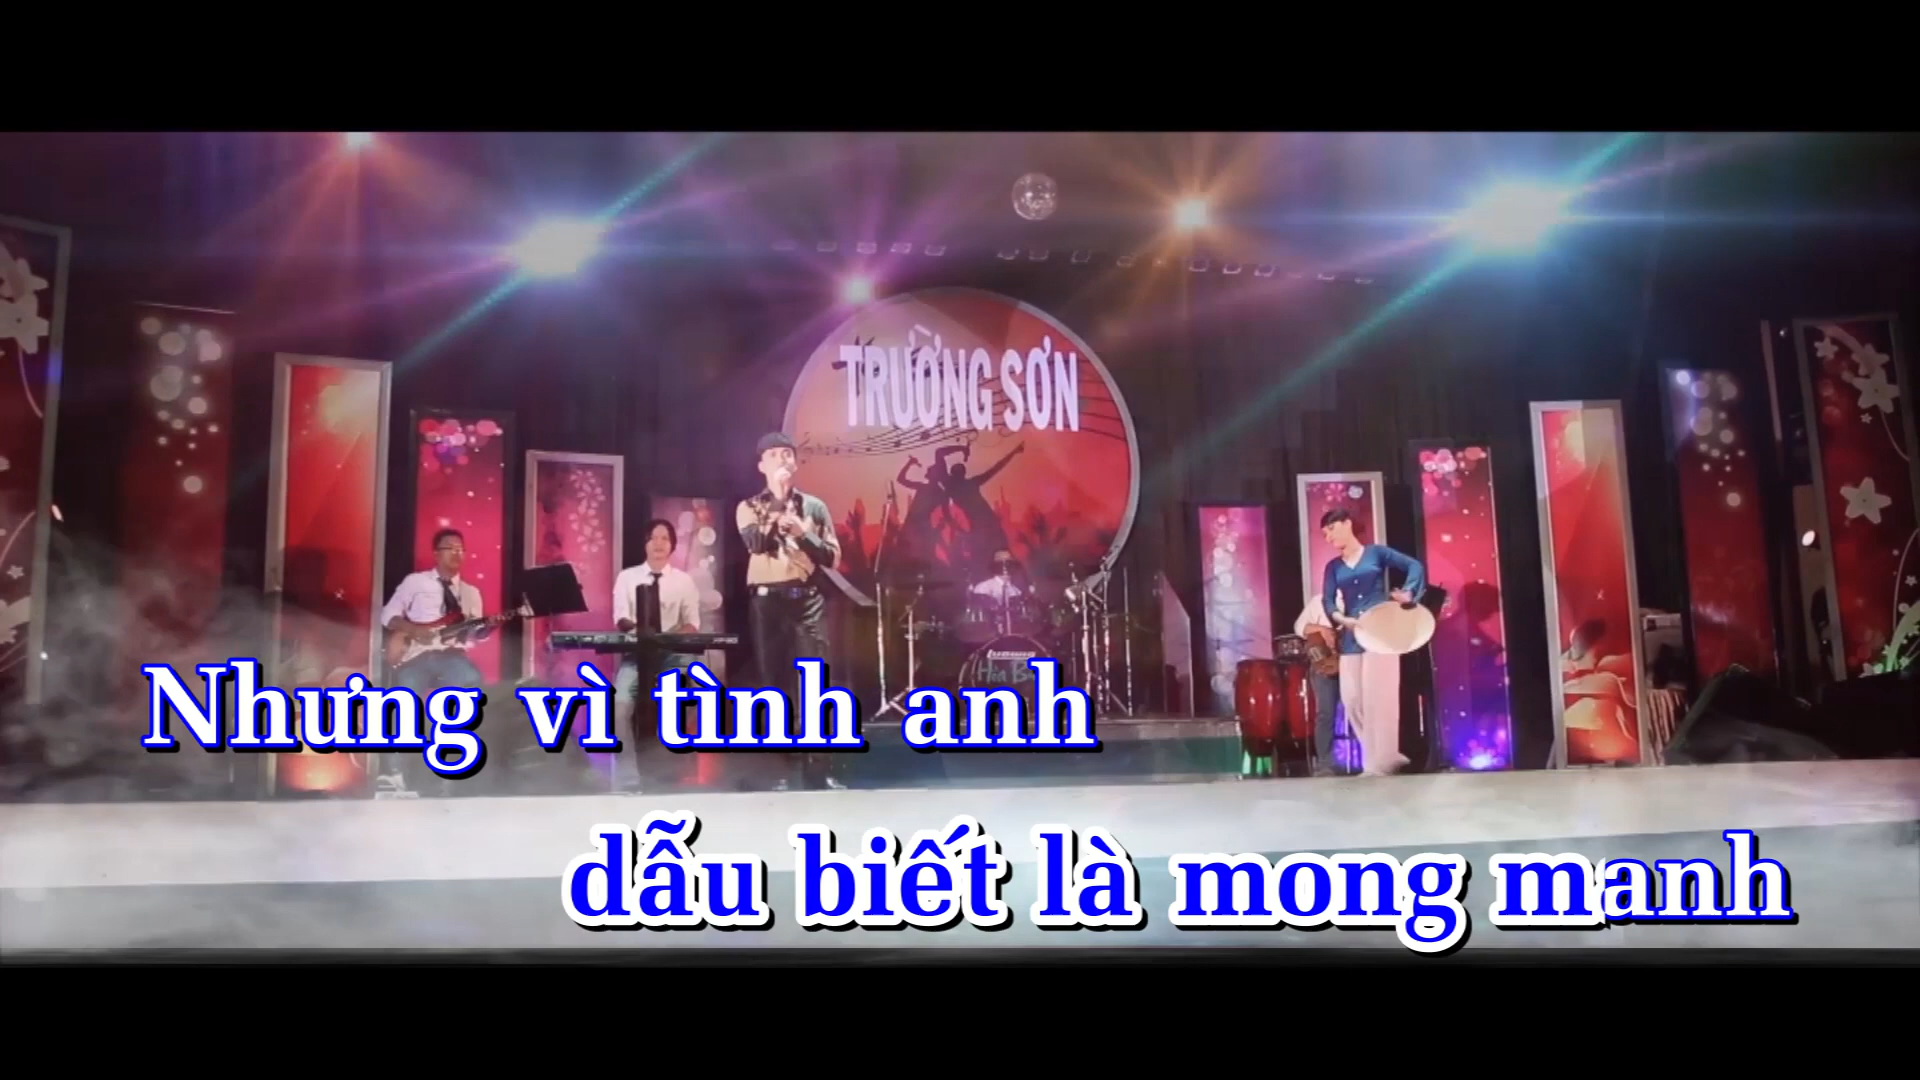 TRƯỜNG SƠN
Nhưng vì tình anh
dẫu biết là mong manh